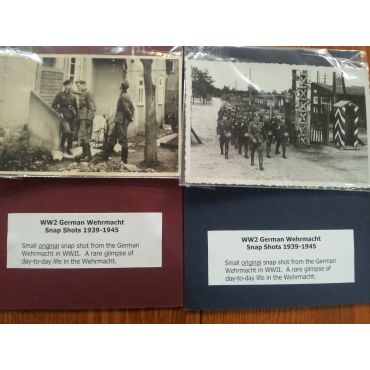 WW2 German Wehrmacht
Snap Shots 1939-1945
Small original snap shot from the German
Wehrmacht in WWII. A rare glimpse of
day-to-day life in the Wehrmacht.
WW2 German Wehrmacht
Snap Shots 1939-1945
Small original snap shot from the German
Wehrmacht in WWII. A rare glimpse of
day-to-day life in the Wehrmacht.